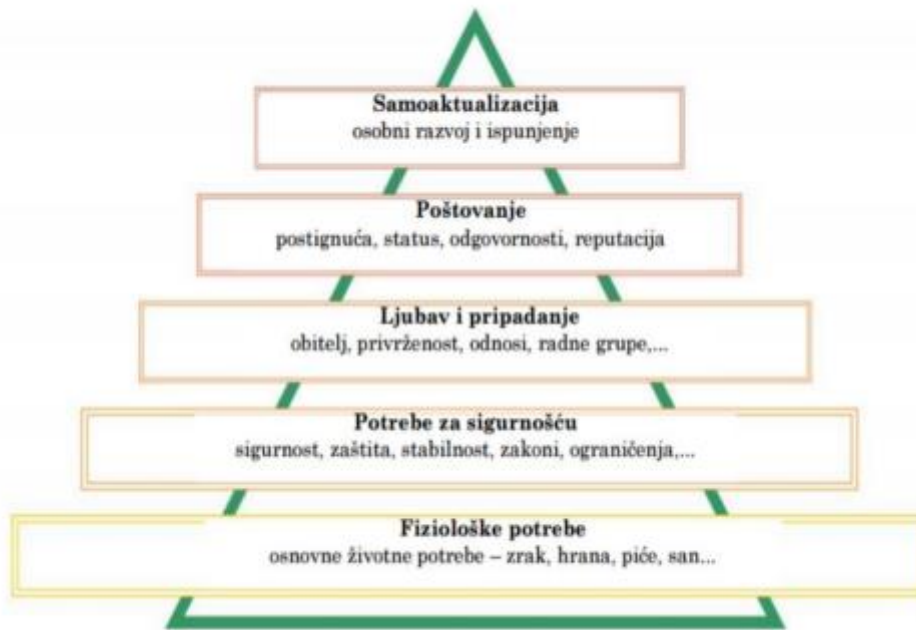 Samoaktualizacija
osobni razvoj i ispunjenje
Poštovanje
postignuća, status, odgovornosti, reputacija
Ljubav i pripadanje
obitelj, privrženost, odnosi, radne grupe,...
Potrebe za sigurnošću
sigurnost, zaštita, stabilnost, zakoni, ograničenja,...
Fiziološke potrebe
osnovne životne potrebe – zrak, hrana, piće, san...